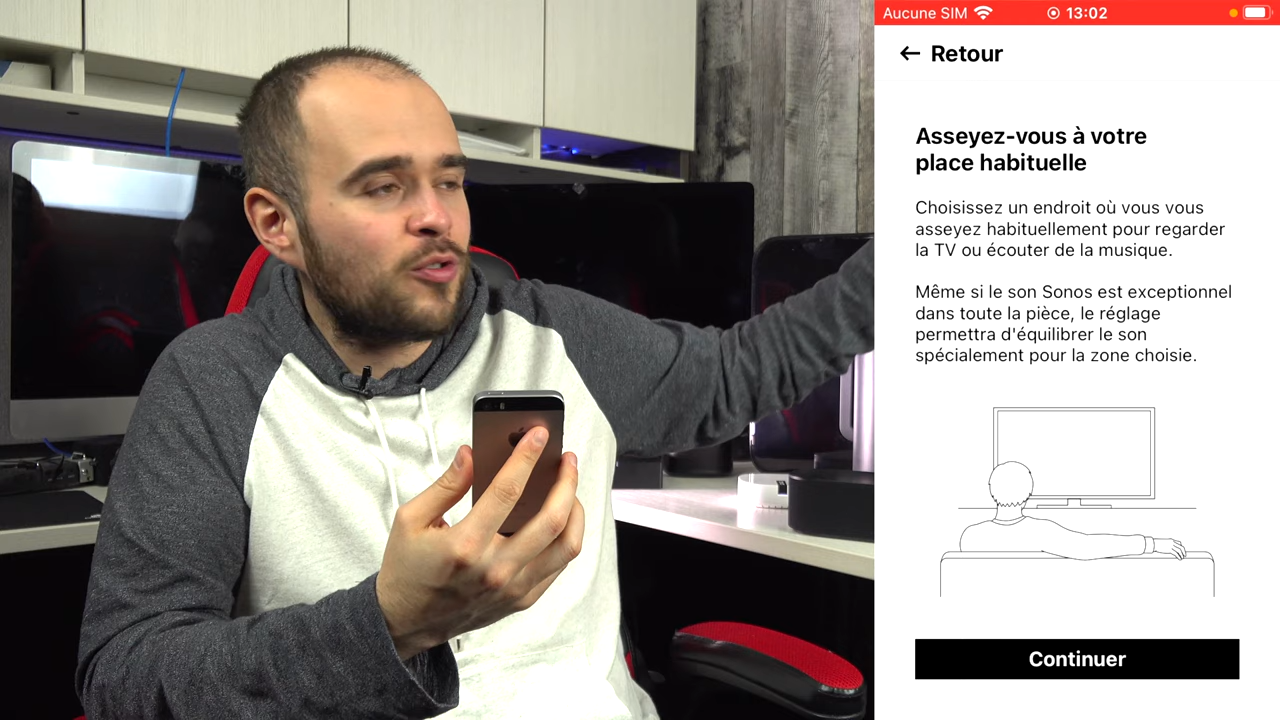 Aucune SIM 13:02
Retour
Asseyez-vous à votre
place habituelle
Choisissez un endroit où vous vous
asseyez habituellement pour regarder
la TV ou écouter de la musique.
Même si le son Sonos est exceptionnel
dans toute la pièce, le réglage
permettra d'équilibrer le son
spécialement pour la zone choisie.
Continuer